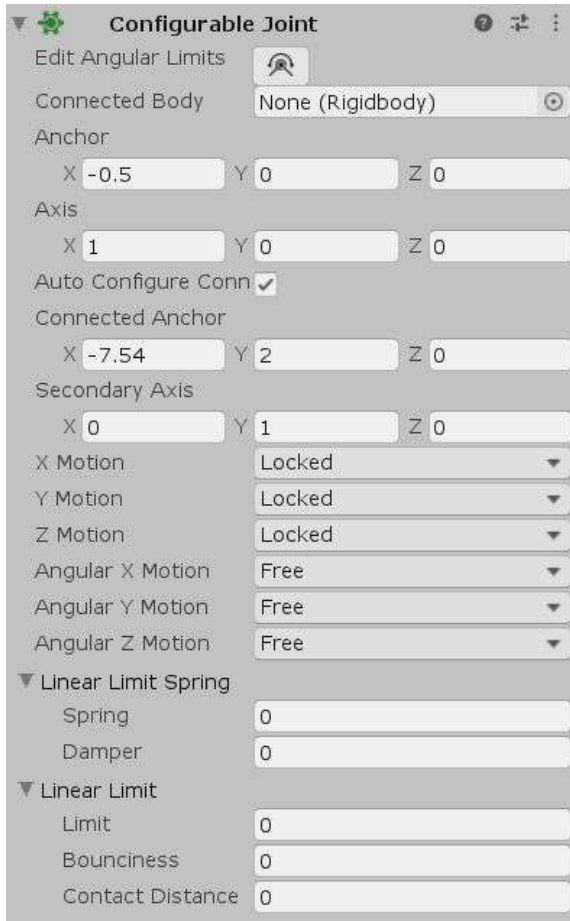 Configurable Joint
Edit Angular Limits
Connected Body None (Rigidbody)
Anchor
X -0.5 Y 0 Z 0
Axis
X 1 Y 0 Z 0
Auto Configure Conn
Connected Anchor
X -7.54 Y 2 Z 0
Secondary Axis
X 0 Y 1 Z 0
X Motion Locked
Y Motion Locked
Z Motion Locked
Angular X Motion Free
Angular Y Motion Free
Angular Z Motion Free
Linear Limit Spring
Spring 0
Damper 0
Linear Limit
Limit 0
Bounciness 0
Contact Distance 0